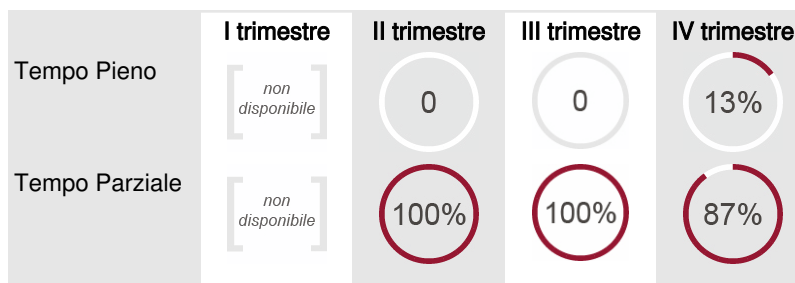 I trimestre II trimestre III trimestre IV trimestre
Tempo Pieno
non
disponibile
0
0
13%
Tempo Parziale
non
disponibile
100%
100%
87%